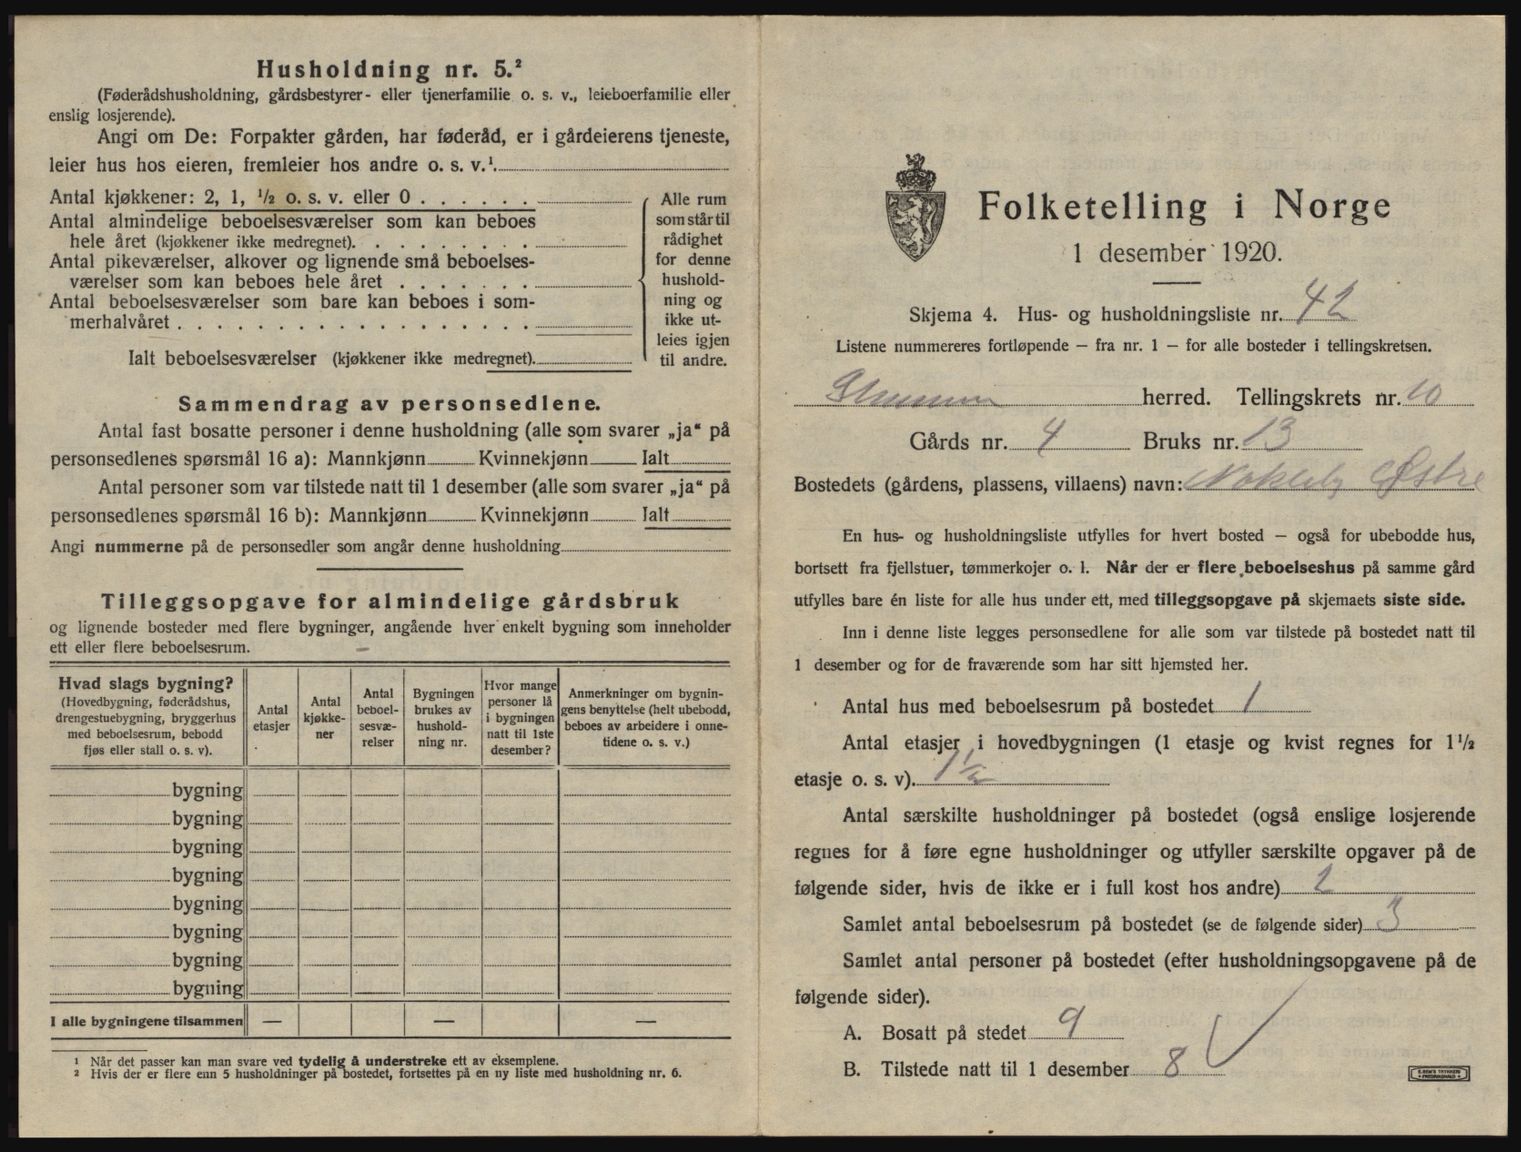 Husholdning nr. 5.²
(Føderådshusholdning, gårdsbestyrer- eller tjenerfamilie o. s. v., leieboerfamilie eller
enslig losjerende).
Angi om De: Forpakter gården, har føderåd, er i gårdeierens tjeneste,
leier hus hos eieren, fremleier hos andre o. s. v.¹.
Antal kjøkkener: 2, 1, ½ o. s. v. eller 0 . . . . . .
Antal almindelige beboelsesværelser som kan beboes
hele året (kjøkkener ikke medregnet). . . . . . . . .
Antal pikeværelser, alkover og lignende små beboelses-
værelser som kan beboes hele året . . . . . . .
Antal beboelsesværelser som bare kan beboes i som-
merhalvåret . . . . . . . . . . . . . . . . . .
Ialt beboelsesværelser (kjøkkener ikke medregnet).
Alle rum
som står til
rådighet
for denne
hushold-
ning og
ikke ut-
leies igjen
til andre.
Sammendrag av personsedlene.
Antal fast bosatte personer i denne husholdning (alle som svarer „ja“ på
personsedlenes spørsmål 16 a): Mannkjønn Kvinnekjønn Ialt
Antal personer som var tilstede natt til 1 desember (alle som svarer „ja“ på
personsedlenes spørsmål 16 b): Mannkjønn Kvinnekjønn Ialt
Angi nummerne på de personsedler som angår denne husholdning
Tilleggsopgave for almindelige gårdsbruk
og lignende bosteder med flere bygninger, angående hver enkelt bygning som inneholder
ett eller flere beboelsesrum.
Hvad slags bygning?
(Hovedbygning, føderådshus,
drengestuebygning, bryggerhus
med beboelsesrum, bebodd
fjøs eller stall o. s. v).
Antal
etasjer
Antal
kjøkke-
ner
Antal
beboel-
sesvæ-
relser
Bygningen
brukes av
hushold-
ning nr.
Hvor mange
personer lå
i bygningen
natt til 1ste
desember?
Anmerkninger om bygnin-
gens benyttelse (helt ubebodd,
beboes av arbeidere i onne-
tidene o. s. v.)
bygning
bygning
bygning
bygning
bygning
bygning
bygning
bygning
I alle bygningene tilsammen — — —
¹ Når det passer kan man svare ved tydelig å understreke ett av eksemplene.
² Hvis der er flere enn 5 husholdninger på bostedet, fortsettes på en ny liste med husholdning nr. 6.
Folketelling i Norge
1 desember 1920.
Skjema 4. Hus- og husholdningsliste nr. 42
Listene nummereres fortløpende — fra nr. 1 — for alle bosteder i tellingskretsen.
herred. Tellingskrets nr. 10
Gårds nr. 4 Bruks nr. 13
Bostedets (gårdens, plassens, villaens) navn: Nokleby Østre
En hus- og husholdningsliste utfylles for hvert bosted — også for ubebodde hus,
bortsett fra fjellstuer, tømmerkojer o. l. Når der er flere beboelseshus på samme gård
utfylles bare én liste for alle hus under ett, med tilleggsopgave på skjemaets siste side.
Inn i denne liste legges personsedlene for alle som var tilstede på bostedet natt til
1 desember og for de fraværende som har sitt hjemsted her.
Antal hus med beboelsesrum på bostedet 1
Antal etasjer i hovedbygningen (1 etasje og kvist regnes for 1½
etasje o. s. v). 1½
Antal særskilte husholdninger på bostedet (også enslige losjerende
regnes for å føre egne husholdninger og utfyller særskilte opgaver på de
følgende sider, hvis de ikke er i full kost hos andre) 2
Samlet antal beboelsesrum på bostedet (se de følgende sider) 3
Samlet antal personer på bostedet (efter husholdningsopgavene på de
følgende sider).
A. Bosatt på stedet 9
B. Tilstede natt til 1 desember 8